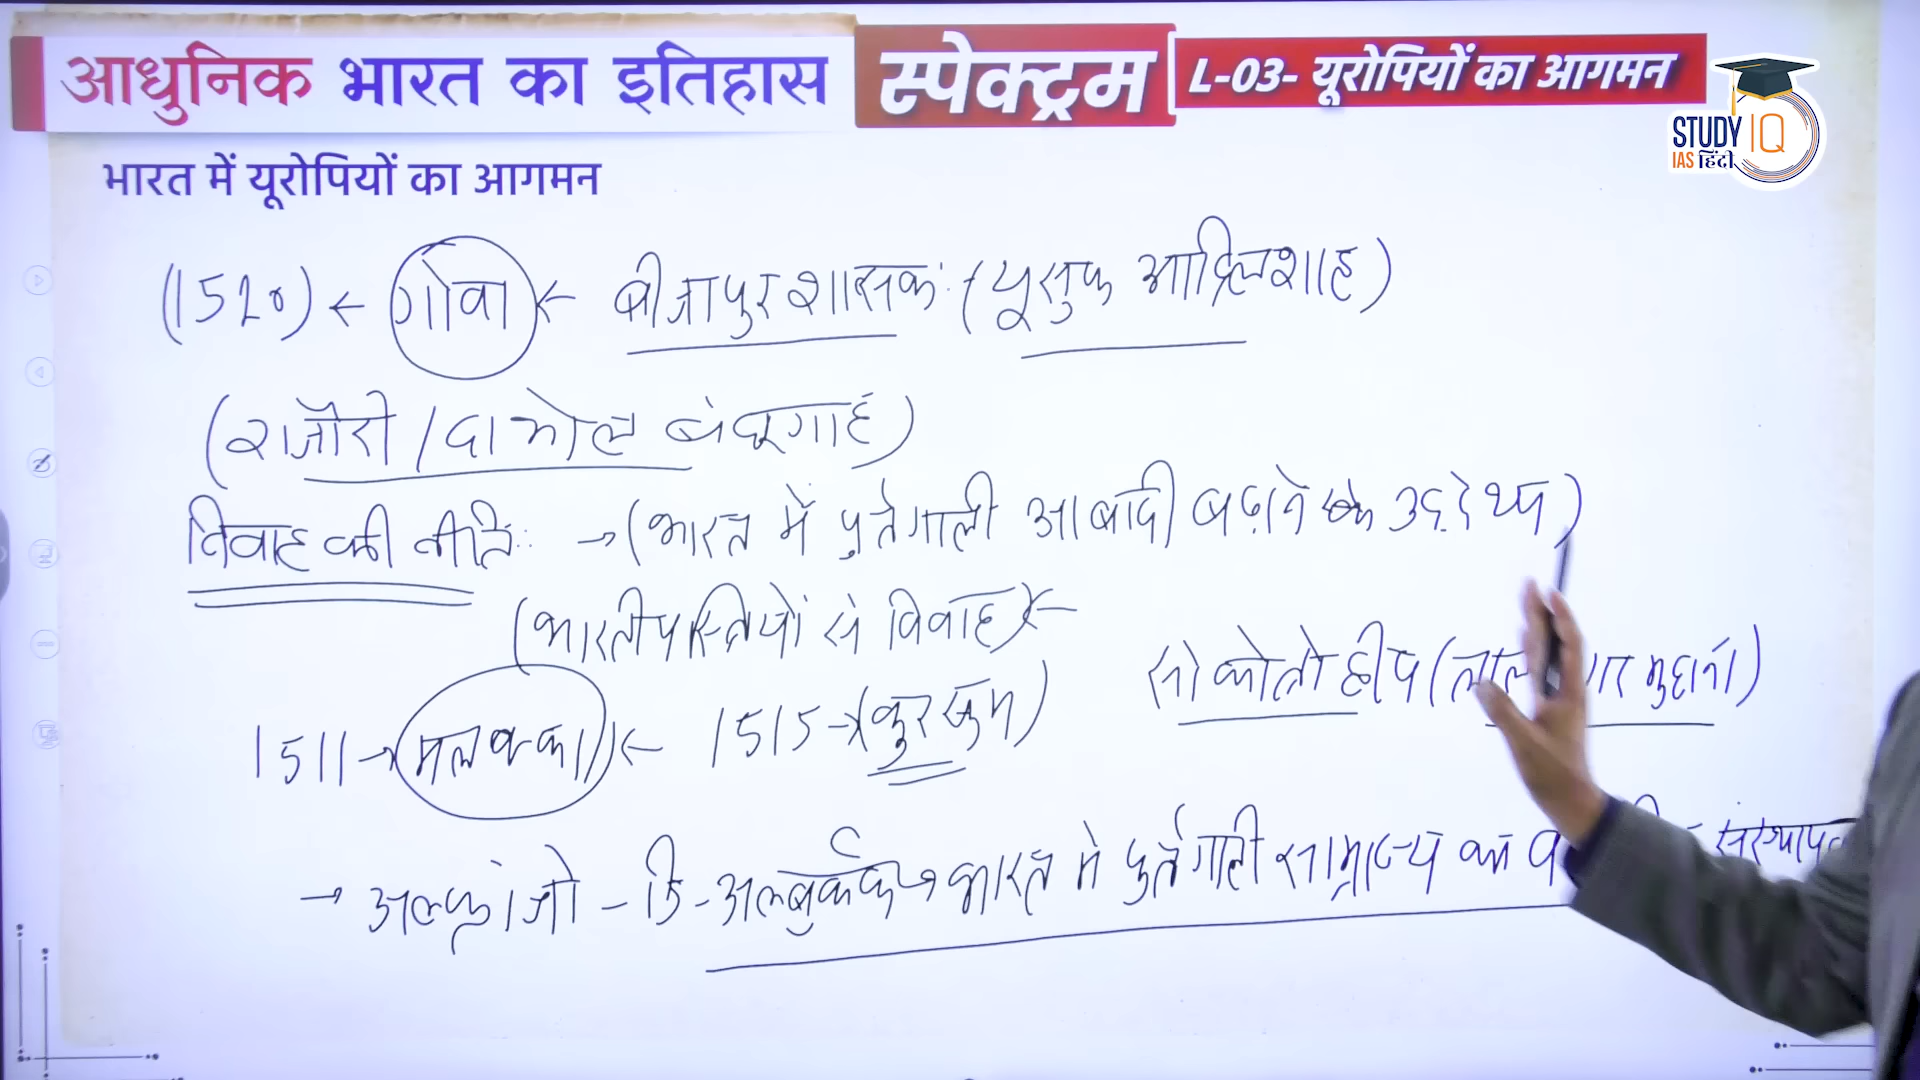 आधुनिक भारत का इतिहास स्पेक्ट्रम L-03- यूरोपियों का आगमन
STUDY IQ
IAS हिंदी
भारत में यूरोपियों का आगमन
(1510) ← गोवा ← बीजापुर शासक: (यूसुफ आदिलशाह)
(राजौरी / दाभोल बंदरगाह)
विवाह की नीति: → (भारत में पुर्तगाली आबादी बढ़ाने के उद्देश्य)
(भारतीय स्त्रियों से विवाह) ←
1511 → मलक्का ← 1515 → (कुरमुज) सोकोतो द्वीप (लाल मुहाना)
→ अल्फांजो - डि - अल्बुकर्क → भारत में पुर्तगाली साम्राज्य का संस्थापक